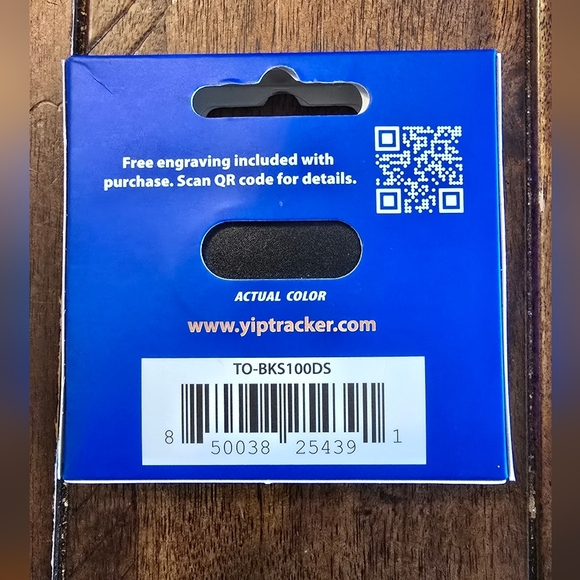 Free engraving included with
purchase. Scan QR code for details.
ACTUAL COLOR
www.yiptracker.com
TO-BKS100DS
8 50038 25439 1